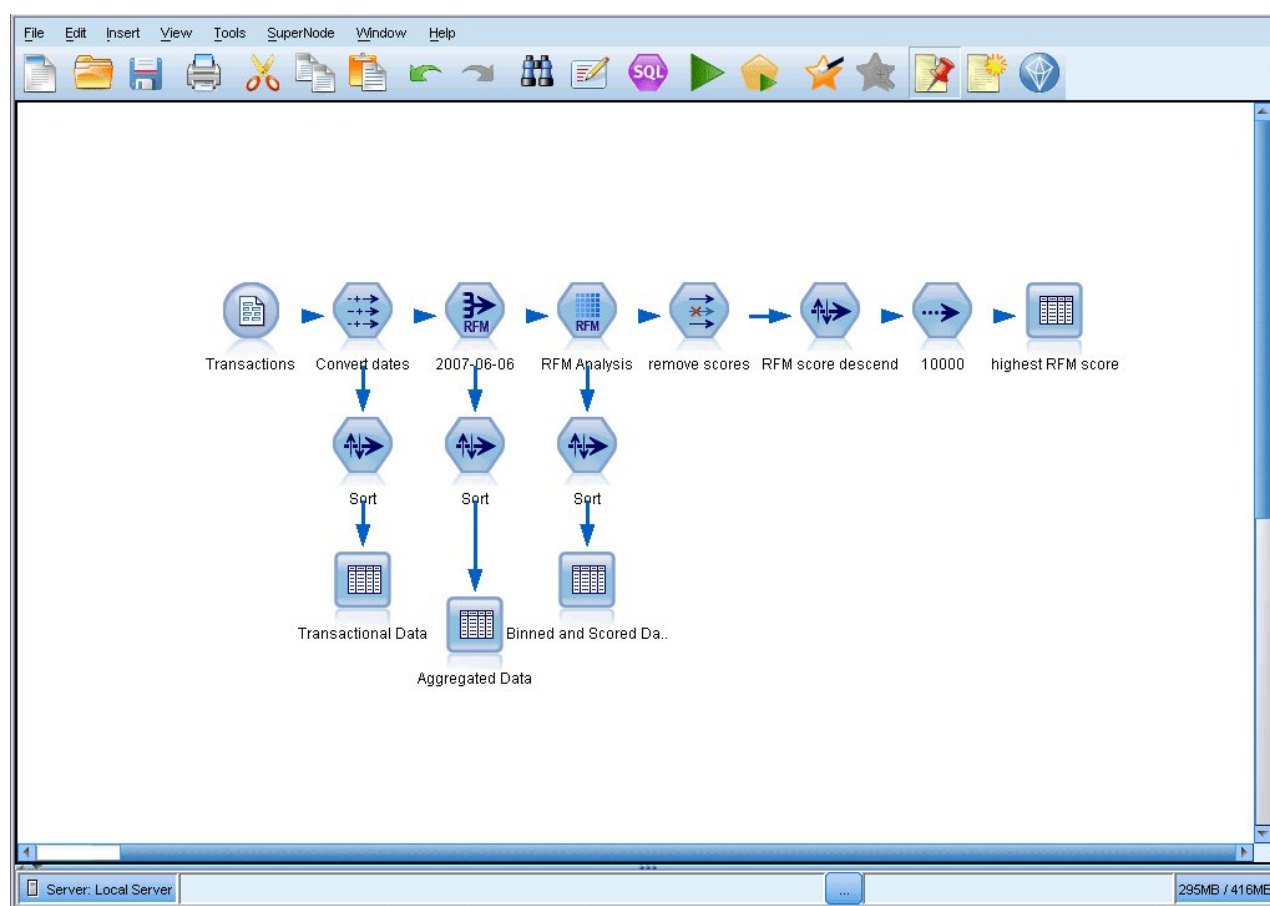 File Edit Insert View Tools SuperNode Window Help
SQL
RFM
RFM
Transactions Convert dates 2007-06-06 RFM Analysis remove scores RFM score descend 10000 highest RFM score
Sort Sort Sort
Transactional Data Binned and Scored Da..
Aggregated Data
...
Server: Local Server
295MB / 416ME